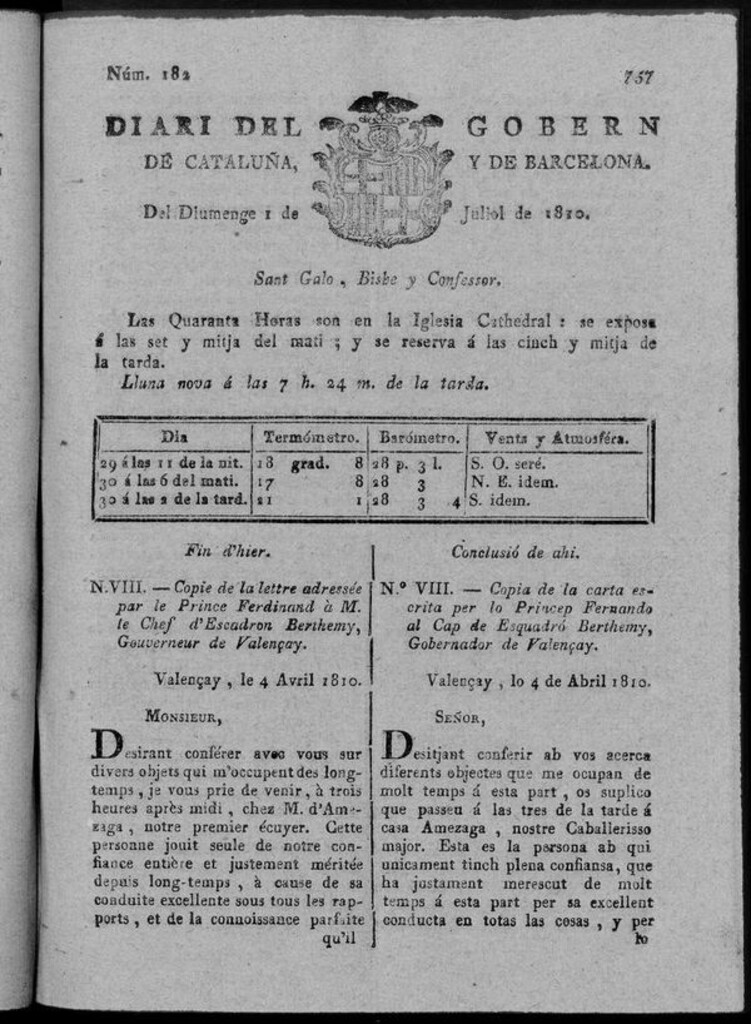 Núm. 182 757
DIARI DEL GOBERN
DE CATALUÑA, Y DE BARCELONA.
Del Diumenge 1 de Juliol de 1810.
Sant Galo, Bisbe y Confessor.
Las Quaranta Horas son en la Iglesia Cathedral: se exposa
á las set y mitja del mati; y se reserva á las cinch y mitja de
la tarda.
Lluna nova á las 7 h. 24 m. de la tarda.
Dia Termómetro. Barómetro. Vents y Atmosféra.
29 á las 11 de la nit. 18 grad. 8 28 p. 3 l. S. O. seré.
30 á las 6 del mati. 17 8 28 3 N. E. idem.
30 á las 2 de la tard. 21 1 28 3 4 S. idem.
Fin d'hier.
N.VIII. — Copie de la lettre adressée
par le Prince Ferdinand à M.
le Chef d'Escadron Berthemy,
Gouverneur de Valençay.
Valençay, le 4 Avril 1810.
MONSIEUR,
Desirant conférer avec vous sur
divers objets qui m'occupent des long-
temps, je vous prie de venir, à trois
heures après midi, chez M. d'Ame-
zaga, notre premier écuyer. Cette
personne jouit seule de notre con-
fiance entière et justement méritée
depuis long-temps, à cause de sa
conduite excellente sous tous les rap-
ports, et de la connoissance parfaite
qu'il
Conclusió de ahi.
N.º VIII. — Copia de la carta es-
crita per lo Princep Fernando
al Cap de Esquadró Berthemy,
Gobernador de Valençay.
Valençay, lo 4 de Abril 1810.
SEÑOR,
Desitjant conferir ab vos acerca
diferents objectes que me ocupan de
molt temps á esta part, os suplico
que passeu á las tres de la tarde á
casa Amezaga, nostre Caballerisso
major. Esta es la persona ab qui
unicament tinch plena confiansa, que
ha justament merescut de molt
temps á esta part per sa excellent
conducta en totas las cosas, y per
lo